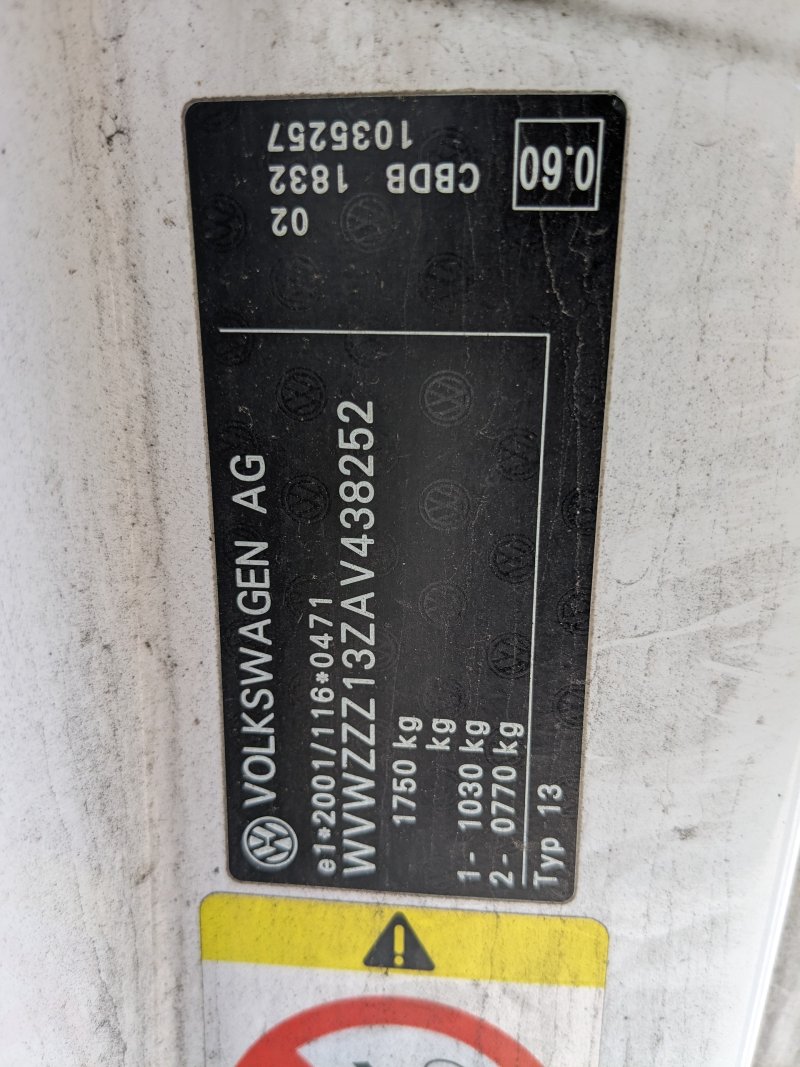 VOLKSWAGEN AG
e1*2001/116*0471
WVWZZZ13ZAV438252
1750 kg
kg
1- 1030 kg
2- 0770 kg
Typ 13
02
CBDB 1832
1035257
0.60